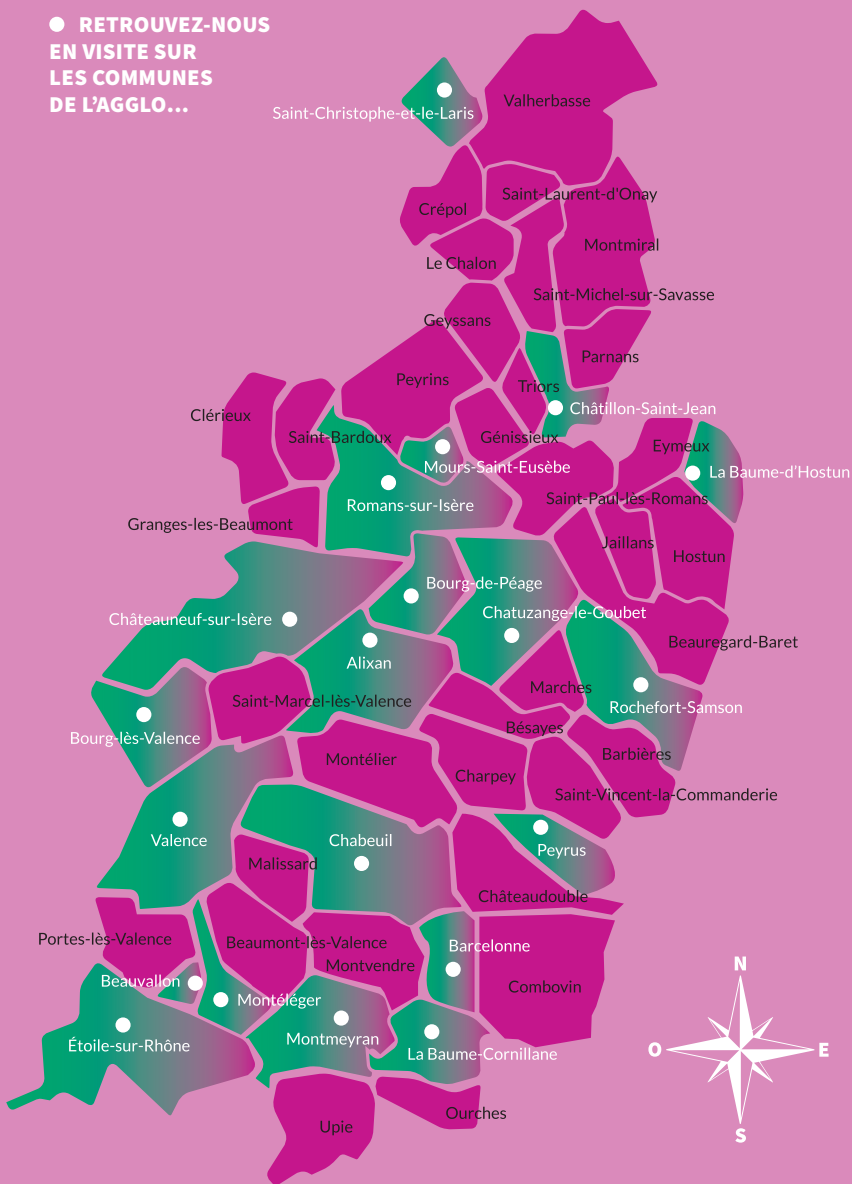 RETROUVEZ-NOUS
EN VISITE SUR
LES COMMUNES
DE L'AGGLO...
Valherbasse
Saint-Christophe-et-le-Laris
Saint-Laurent-d'Onay
Crépol
Montmiral
Le Chalon
Saint-Michel-sur-Savasse
Geyssans
Parnans
Peyrins
Triors
Châtillon-Saint-Jean
Clérieux
Saint-Bardoux
Génissieux
Eymeux
Mours-Saint-Eusèbe
La Baume-d'Hostun
Saint-Paul-lès-Romans
Romans-sur-Isère
Granges-les-Beaumont
Jaillans
Hostun
Bourg-de-Péage
Chatuzange-le-Goubet
Châteauneuf-sur-Isère
Beauregard-Baret
Alixan
Marches
Saint-Marcel-lès-Valence
Rochefort-Samson
Bésayes
Bourg-lès-Valence
Barbières
Montélier
Charpey
Saint-Vincent-la-Commanderie
Valence
Chabeuil
Peyrus
Malissard
Châteaudouble
Portes-lès-Valence
Beaumont-lès-Valence
Barcelonne
Montvendre
Beauvallon
Combovin
Montéléger
Étoile-sur-Rhône
Montmeyran
La Baume-Cornillane
Ourches
Upie
N
O
E
S